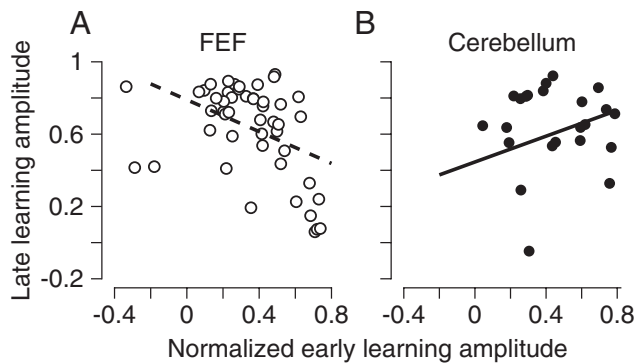 A
FEF
B
Cerebellum
Late learning amplitude
1
0.6
0.2
-0.2
-0.4 0 0.4 0.8
-0.4 0 0.4 0.8
Normalized early learning amplitude